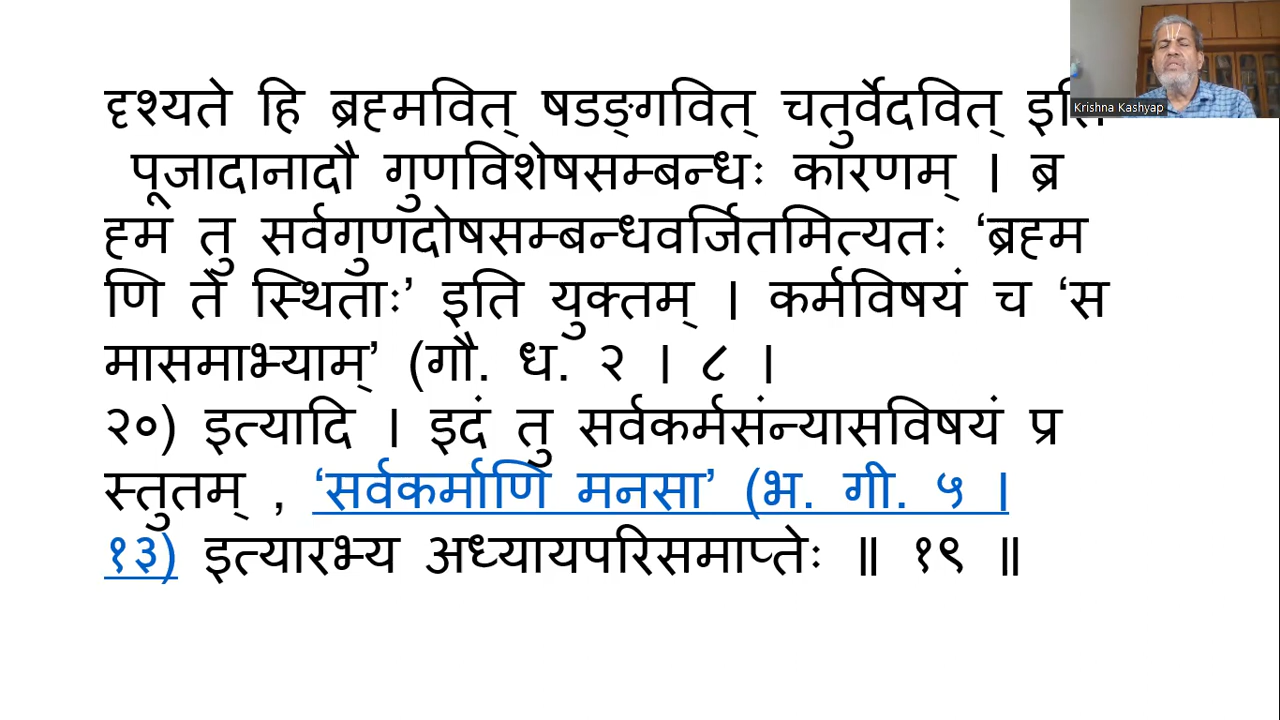 दृश्यते हि ब्रह्मवित् षडङ्गवित् चतुर्वेदवित् इति
पूजादानादौ गुणविशेषसम्बन्धः कारणम् । ब्र
ह्म तु सर्वगुणदोषसम्बन्धवर्जितमित्यतः ‘ब्रह्म
णि ते स्थिताः’ इति युक्तम् । कर्मविषयं च ‘स
मासमाभ्याम्’ (गौ. ध. २ । ८ ।
२०) इत्यादि । इदं तु सर्वकर्मसंन्यासविषयं प्र
स्तुतम् , ‘सर्वकर्माणि मनसा’ (भ. गी. ५ ।
१३) इत्यारभ्य अध्यायपरिसमाप्तेः ॥ १९ ॥
Krishna Kashyap